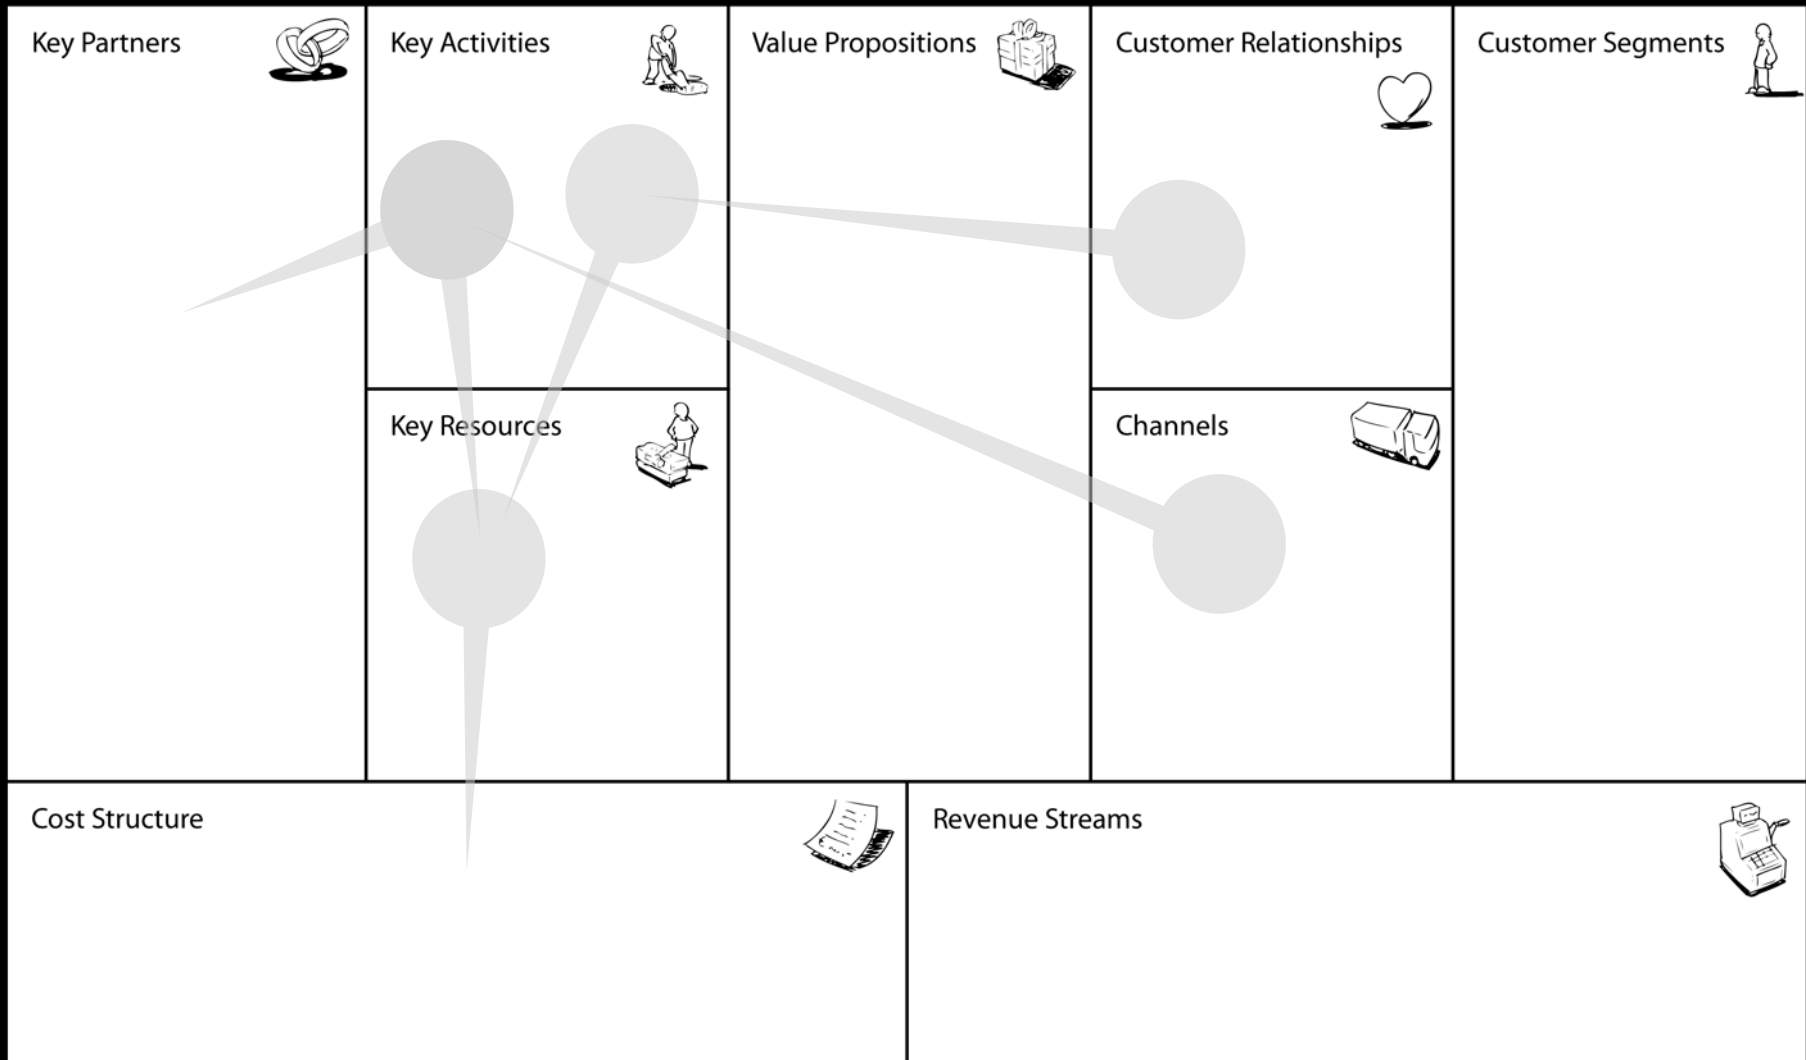 Key Partners
Key Activities
Value Propositions
Customer Relationships
Customer Segments
Key Resources
Channels
Cost Structure
Revenue Streams